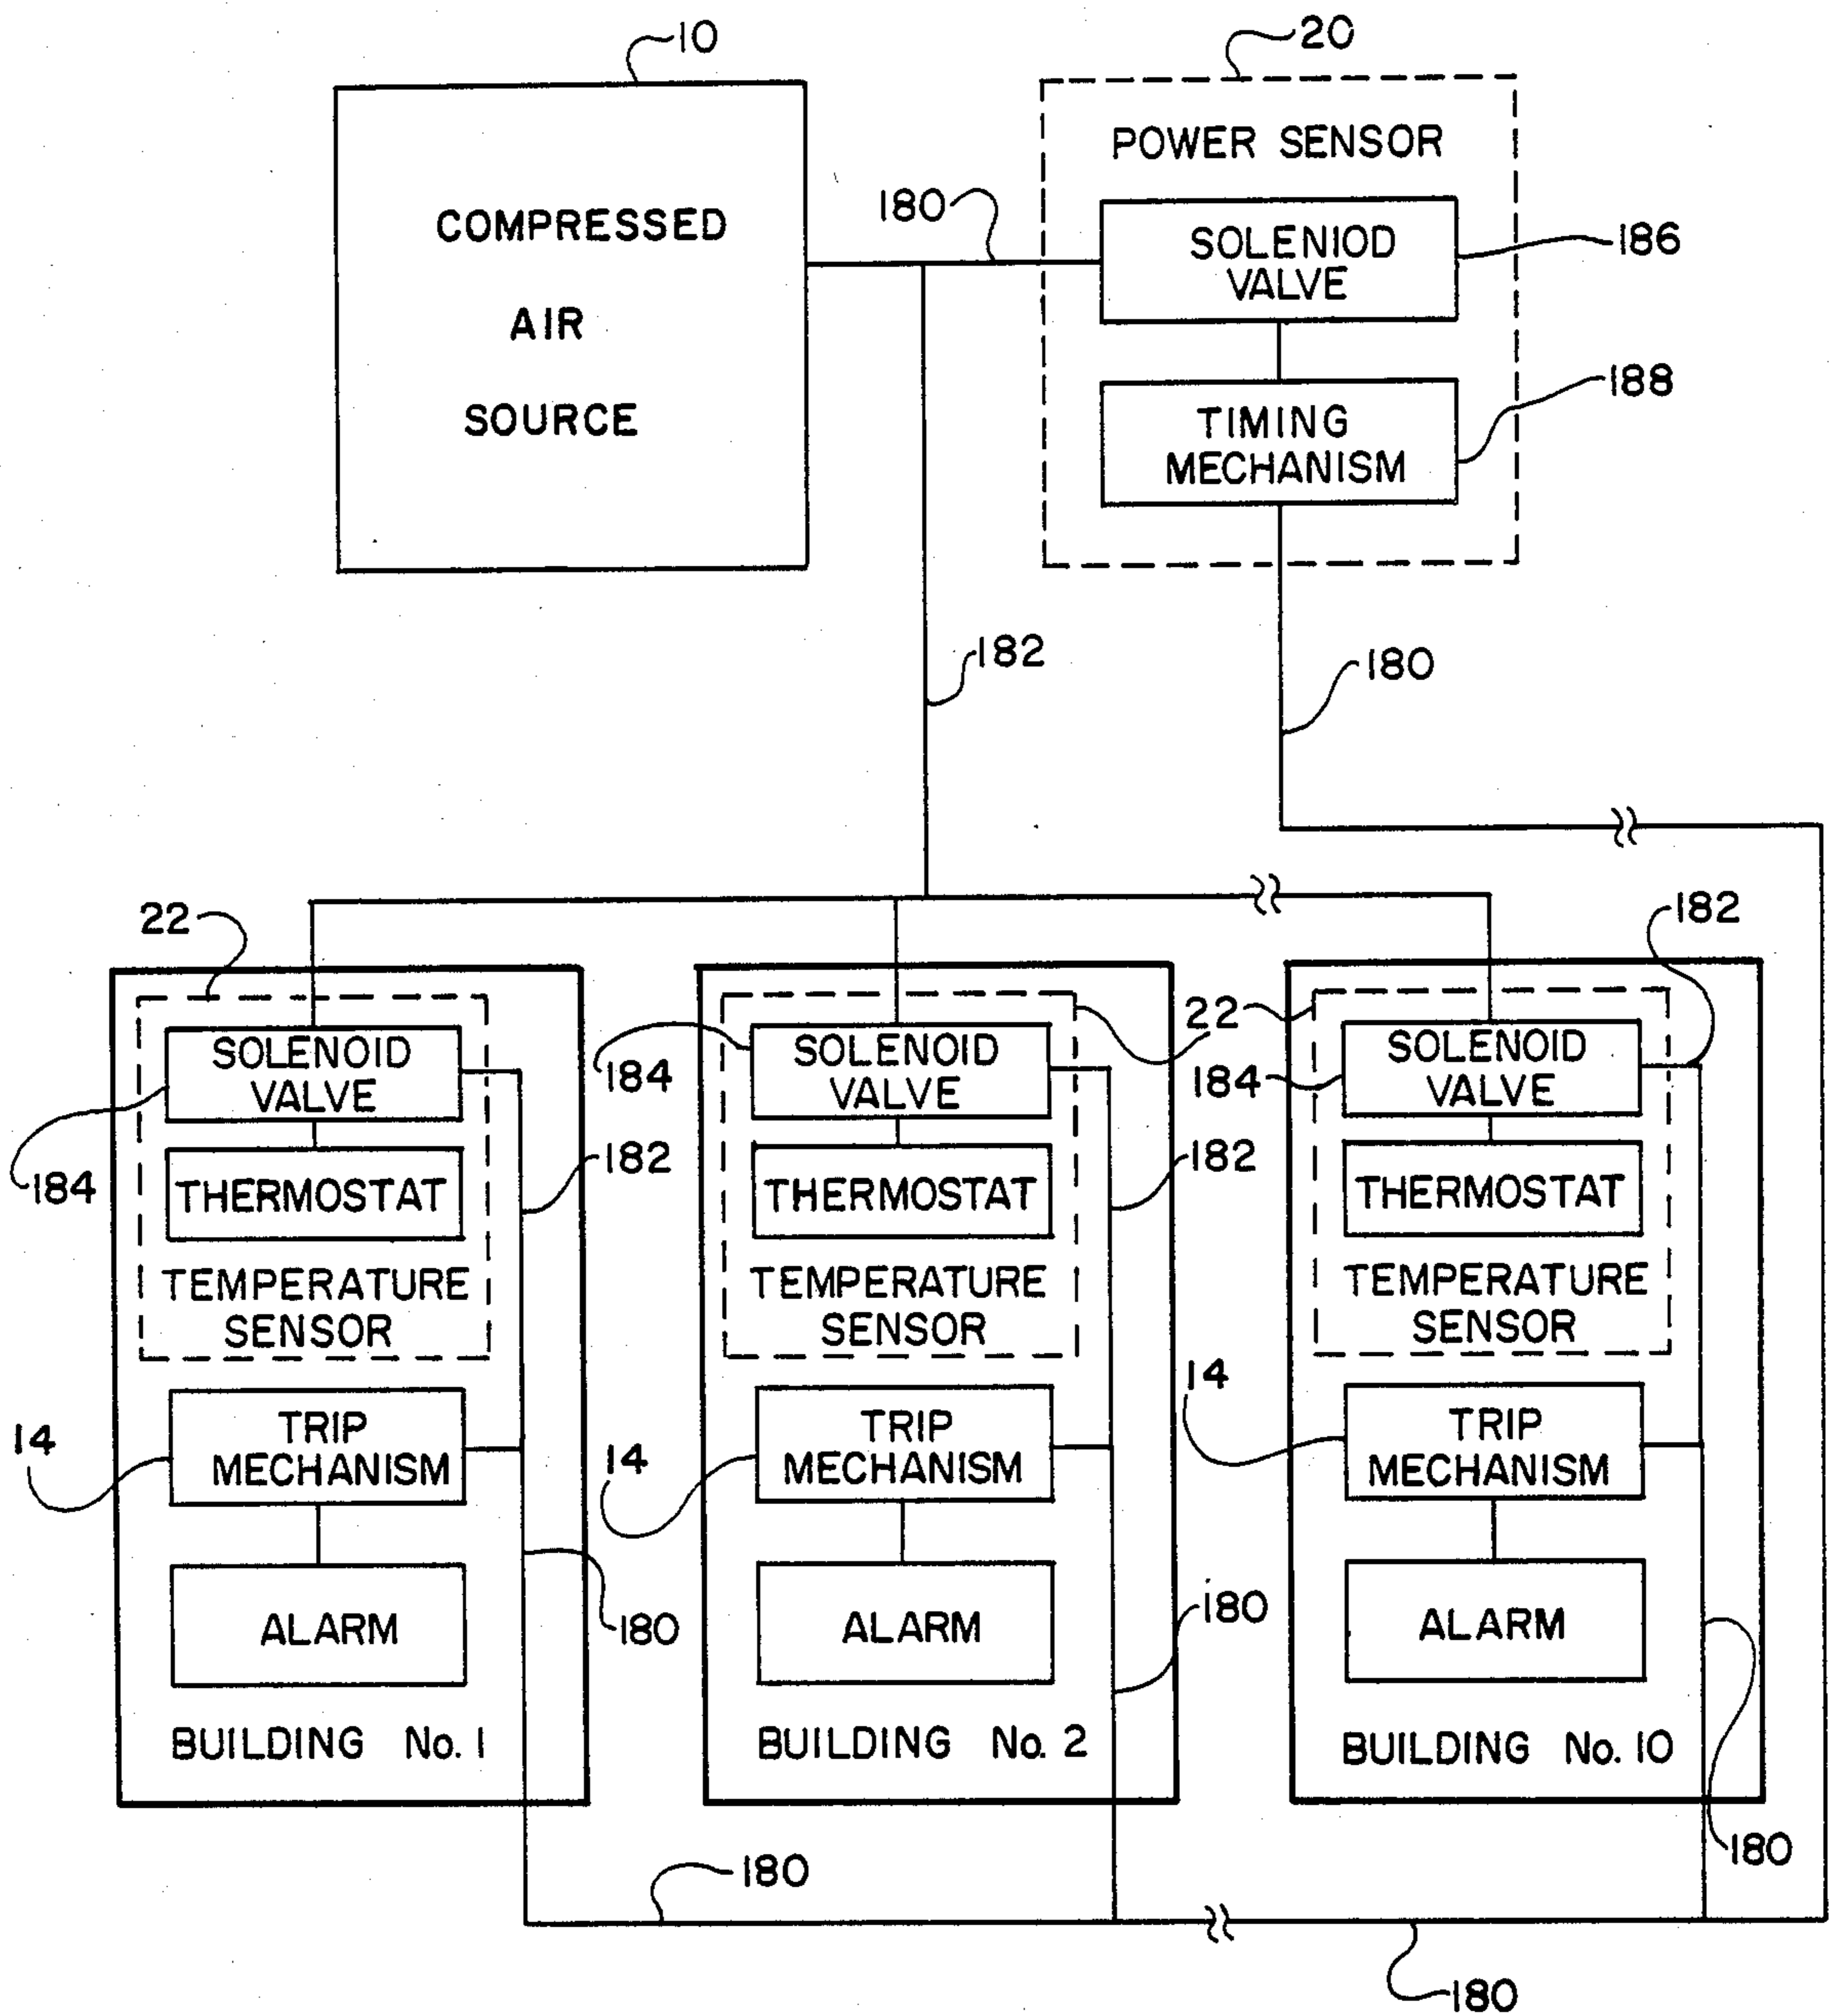 10
20
COMPRESSED
AIR
SOURCE
POWER SENSOR
180
SOLENIOD
VALVE
186
TIMING
MECHANISM
188
182
180
22
182
SOLENOID
VALVE
184
THERMOSTAT
182
TEMPERATURE
SENSOR
14
TRIP
MECHANISM
ALARM
180
BUILDING No. 1
22
SOLENOID
VALVE
184
THERMOSTAT
182
TEMPERATURE
SENSOR
14
TRIP
MECHANISM
ALARM
180
BUILDING No. 2
SOLENOID
VALVE
184
THERMOSTAT
TEMPERATURE
SENSOR
14
TRIP
MECHANISM
ALARM
BUILDING No. 10
180
180
180